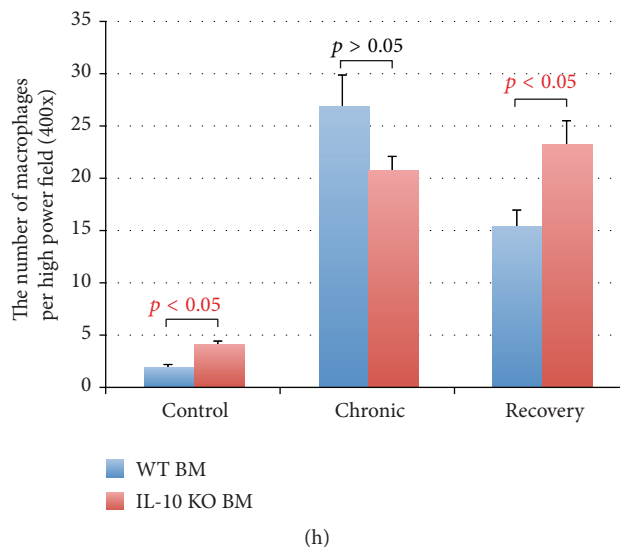 The number of macrophages
per high power field (400x)
35
30
25
20
15
10
5
0
p < 0.05
p > 0.05
p < 0.05
Control
Chronic
Recovery
WT BM
IL-10 KO BM
(h)